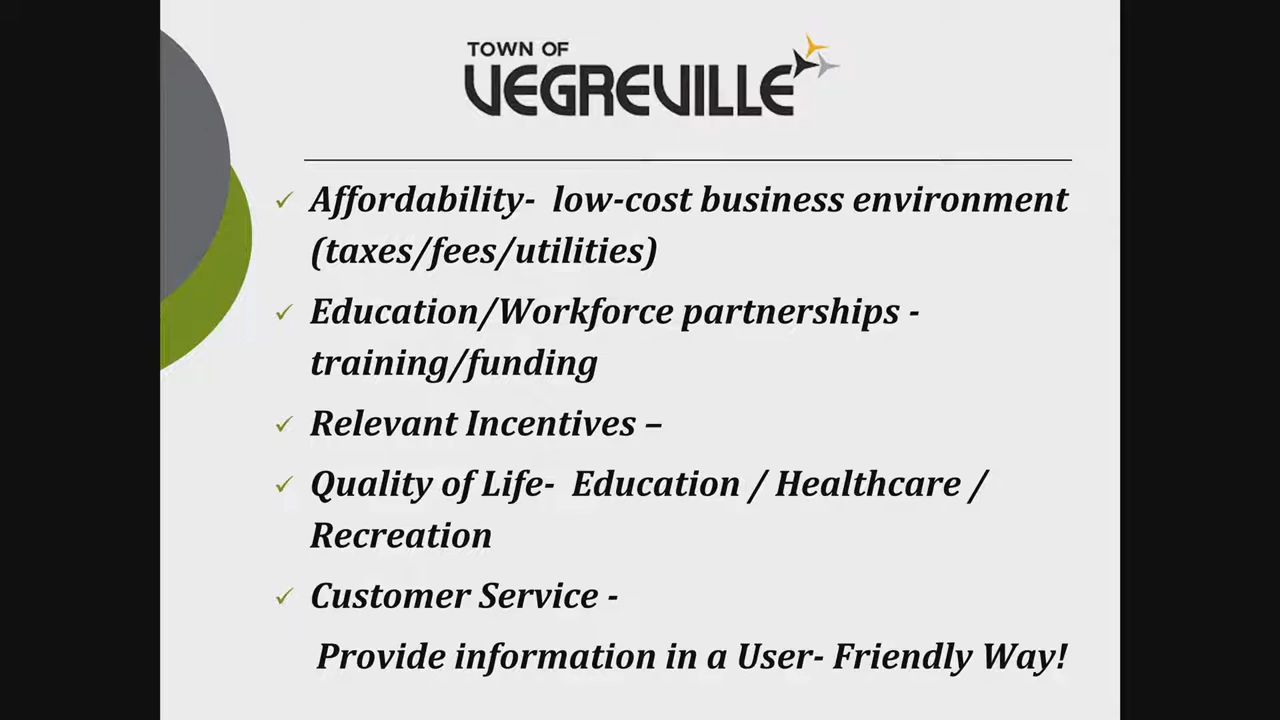 TOWN OF
VEGREVILLE
✓ Affordability- low-cost business environment
(taxes/fees/utilities)
✓ Education/Workforce partnerships -
training/funding
✓ Relevant Incentives –
✓ Quality of Life- Education / Healthcare /
Recreation
✓ Customer Service -
Provide information in a User- Friendly Way!